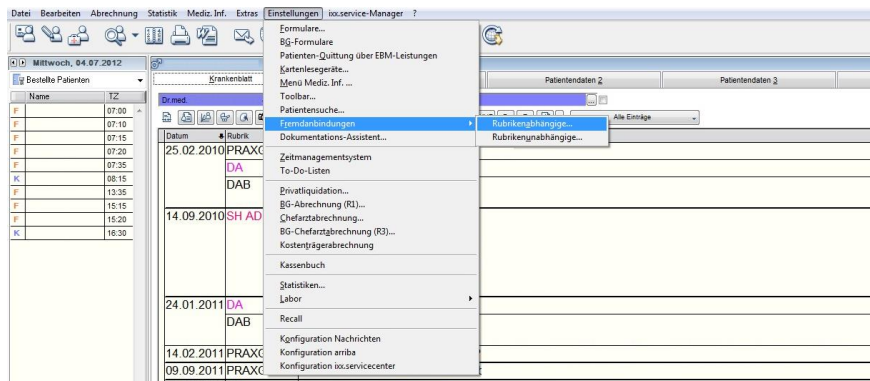 Datei Bearbeiten Abrechnung Statistik Mediz. Inf. Extras Einstellungen ixx.service-Manager ?
Mittwoch, 04.07.2012
Bestellte Patienten
Name TZ
F 07:00
F 07:10
F 07:15
F 07:20
F 07:35
K 08:15
F 13:35
F 15:15
F 15:20
K 16:30
Krankenblatt
Patientendaten 2
Patientendaten 3
Dr.med.
Alle Einträge
Datum Rubrik
25.02.2010 PRAXG
DA
DAB
14.09.2010 SH AD
24.01.2011 DA
DAB
14.02.2011 PRAXG
09.09.2011 PRAXG
Formulare...
BG-Formulare
Patienten-Quittung über EBM-Leistungen
Kartenlesegeräte...
Menü Mediz. Inf. ...
Toolbar...
Patientensuche...
Fremdanbindungen
Dokumentations-Assistent...
Zeitmanagementsystem
To-Do-Listen
Privatliquidation...
BG-Abrechnung (R1)...
Chefarztabrechnung...
BG-Chefarztabrechnung (R3)...
Kostenträgerabrechnung
Kassenbuch
Statistiken...
Labor
Recall
Konfiguration Nachrichten
Konfiguration arriba
Konfiguration ixx.servicecenter
Rubrikenabhängige...
Rubrikenunabhängige...